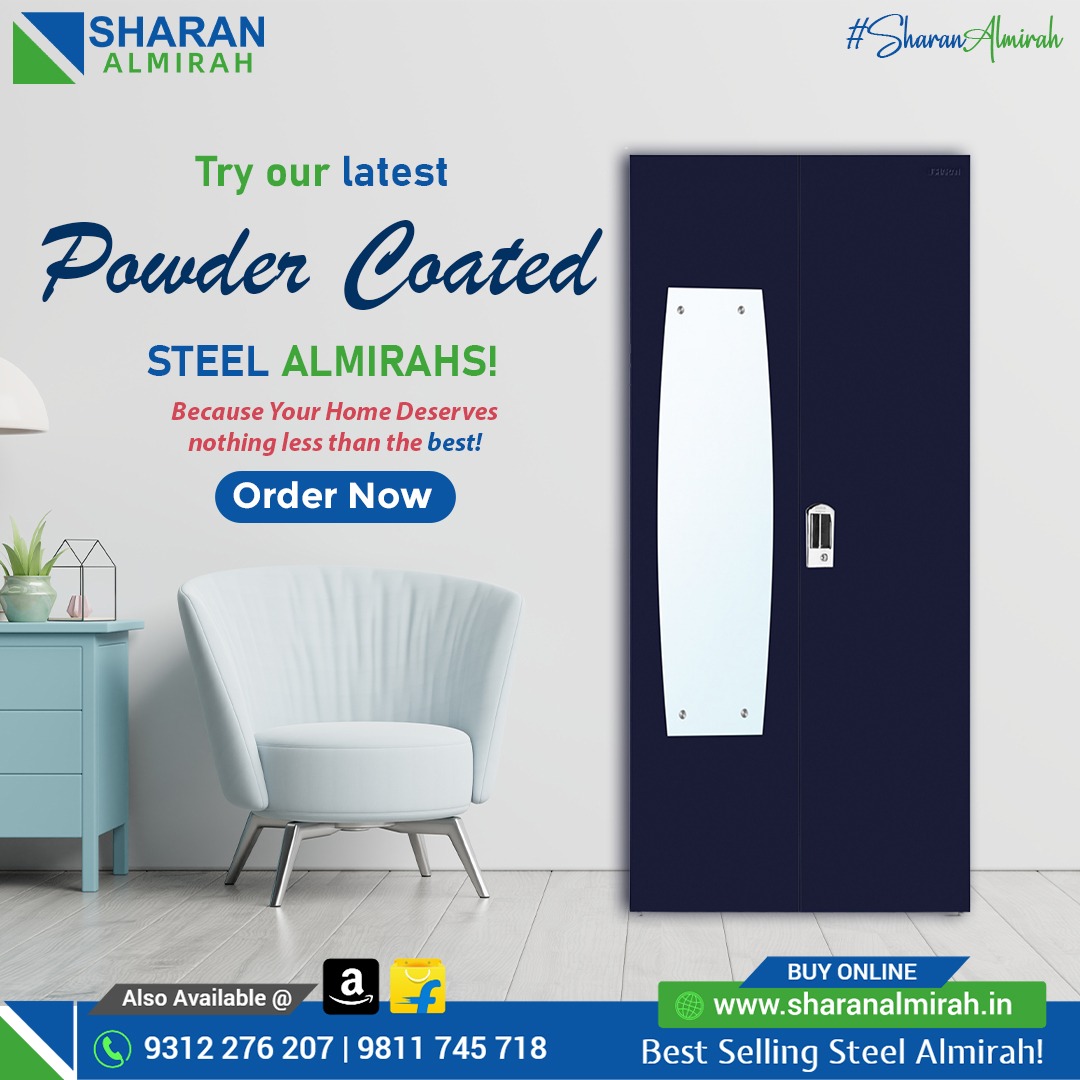 SHARAN
ALMIRAH
#SharanAlmirah
Try our latest
Powder Coated
STEEL ALMIRAHS!
Because Your Home Deserves
nothing less than the best!
Order Now
Also Available @
a
f
BUY ONLINE
www.sharanalmirah.in
9312 276 207 | 9811 745 718
Best Selling Steel Almirah!